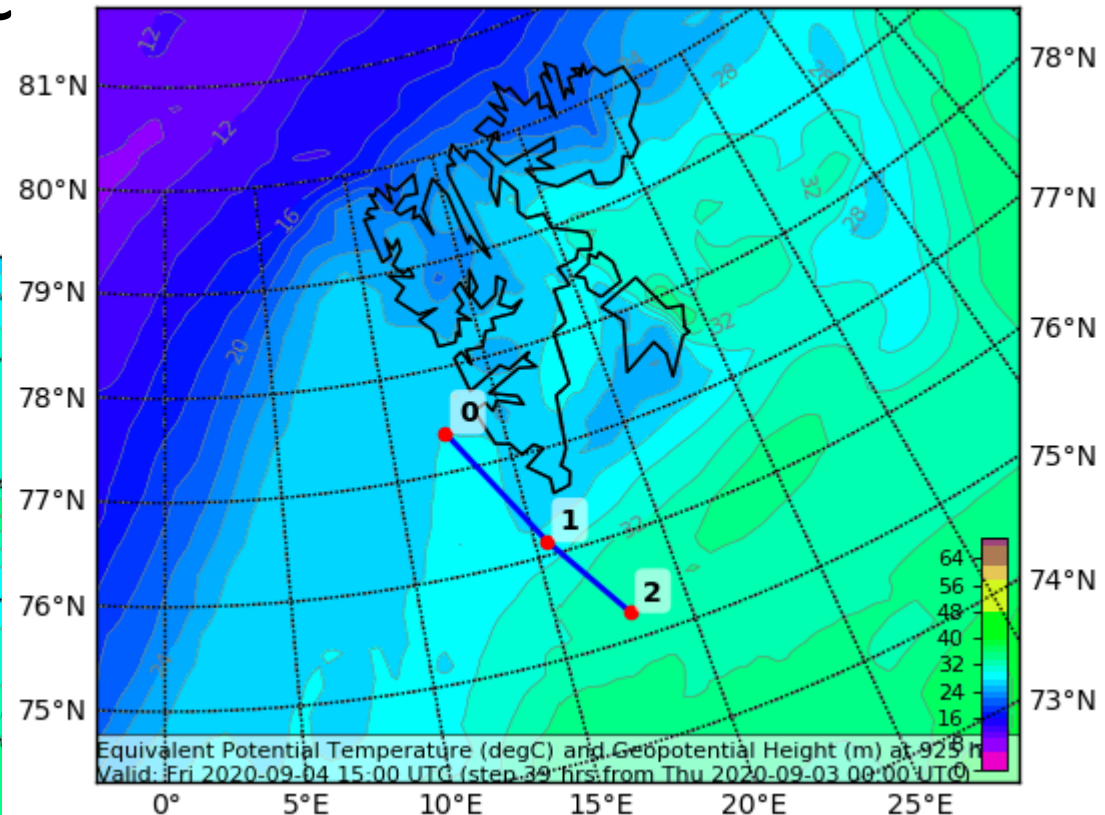 81°N
80°N
79°N
78°N
77°N
76°N
75°N
78°N
77°N
76°N
75°N
74°N
73°N
12
12
16
20
28
28
32
28
32
32
0
1
2
64
56
48
40
32
24
16
8
0
Equivalent Potential Temperature (degC) and Geopotential Height (m) at 925 h
Valid: Fri 2020-09-04 15:00 UTC (step 39 hrs from Thu 2020-09-03 00:00 UTC)
0° 5°E 10°E 15°E 20°E 25°E